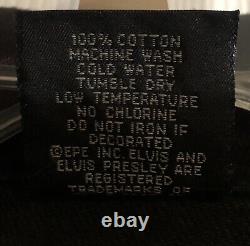 100% COTTON
MACHINE WASH
COLD WATER
TUMBLE DRY
LOW TEMPERATURE
NO CHLORINE
DO NOT IRON IF
DECORATED
©EPE INC. ELVIS AND
ELVIS PRESLEY ARE
REGISTERED
TRADEMARKS OF